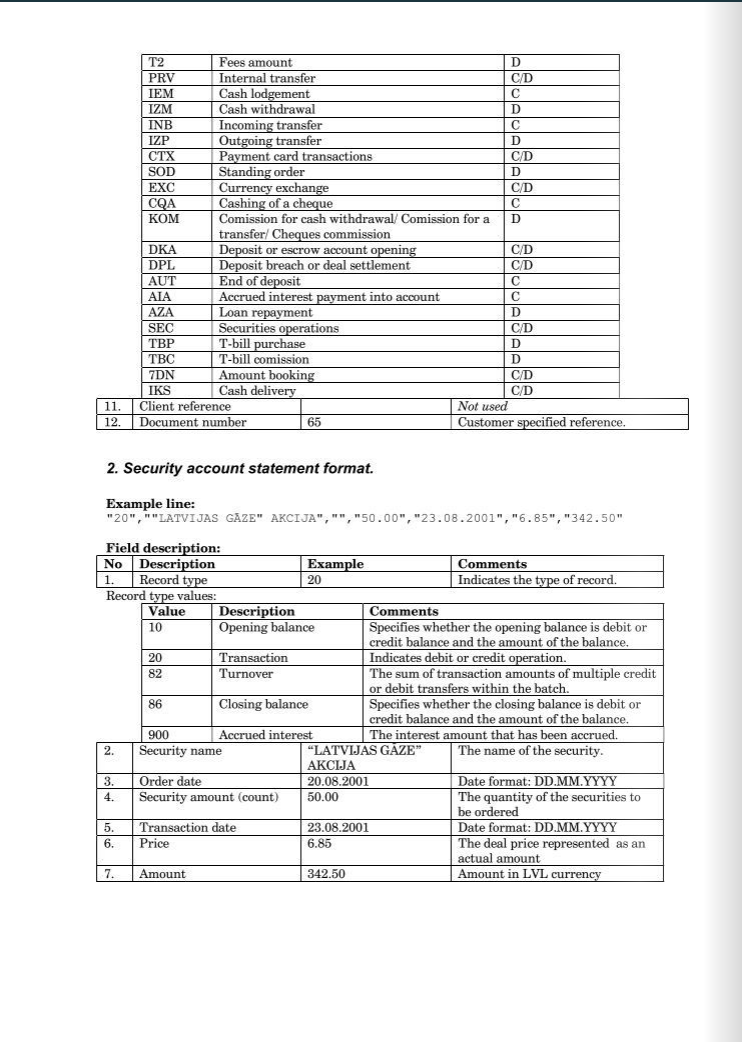 T2 Fees amount D
PRV Internal transfer C/D
IEM Cash lodgement C
IZM Cash withdrawal D
INB Incoming transfer C
IZP Outgoing transfer D
CTX Payment card transactions C/D
SOD Standing order D
EXC Currency exchange C/D
CQA Cashing of a cheque C
KOM Comission for cash withdrawal/ Comission for a D
transfer/ Cheques commission
DKA Deposit or escrow account opening C/D
DPL Deposit breach or deal settlement C/D
AUT End of deposit C
AIA Accrued interest payment into account C
AZA Loan repayment D
SEC Securities operations C/D
TBP T-bill purchase D
TBC T-bill comission D
7DN Amount booking C/D
IKS Cash delivery C/D
11. Client reference Not used
12. Document number 65 Customer specified reference.
2. Security account statement format.
Example line:
"20",""LATVIJAS GĀZE" AKCIJA","","50.00","23.08.2001","6.85","342.50"
Field description:
No Description Example Comments
1. Record type 20 Indicates the type of record.
Record type values:
Value Description Comments
10 Opening balance Specifies whether the opening balance is debit or
credit balance and the amount of the balance.
20 Transaction Indicates debit or credit operation.
82 Turnover The sum of transaction amounts of multiple credit
or debit transfers within the batch.
86 Closing balance Specifies whether the closing balance is debit or
credit balance and the amount of the balance.
900 Accrued interest The interest amount that has been accrued.
2. Security name “LATVIJAS GĀZE” The name of the security.
AKCIJA
3. Order date 20.08.2001 Date format: DD.MM.YYYY
4. Security amount (count) 50.00 The quantity of the securities to
be ordered
5. Transaction date 23.08.2001 Date format: DD.MM.YYYY
6. Price 6.85 The deal price represented as an
actual amount
7. Amount 342.50 Amount in LVL currency